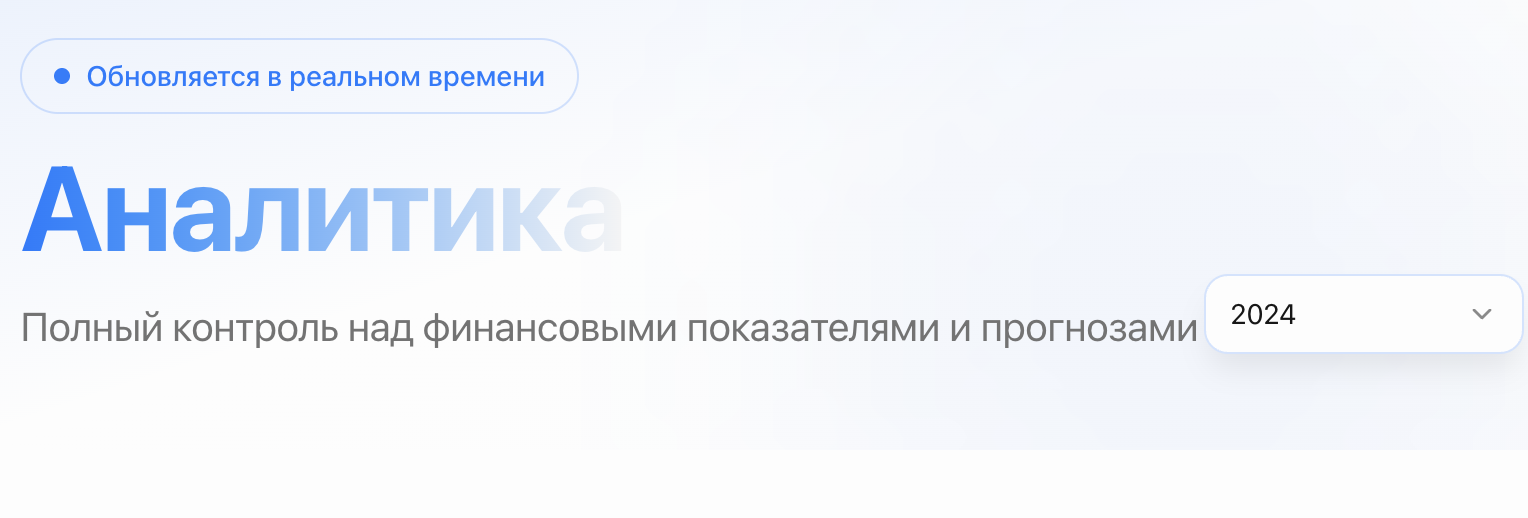 Обновляется в реальном времени
Аналитика
Полный контроль над финансовыми показателями и прогнозами
2024